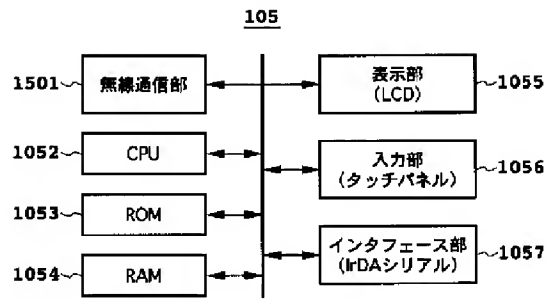 105
1501
無線通信部
1052
CPU
1053
ROM
1054
RAM
表示部
(LCD)
1055
入力部
(タッチパネル)
1056
インタフェース部
(IrDAシリアル)
1057